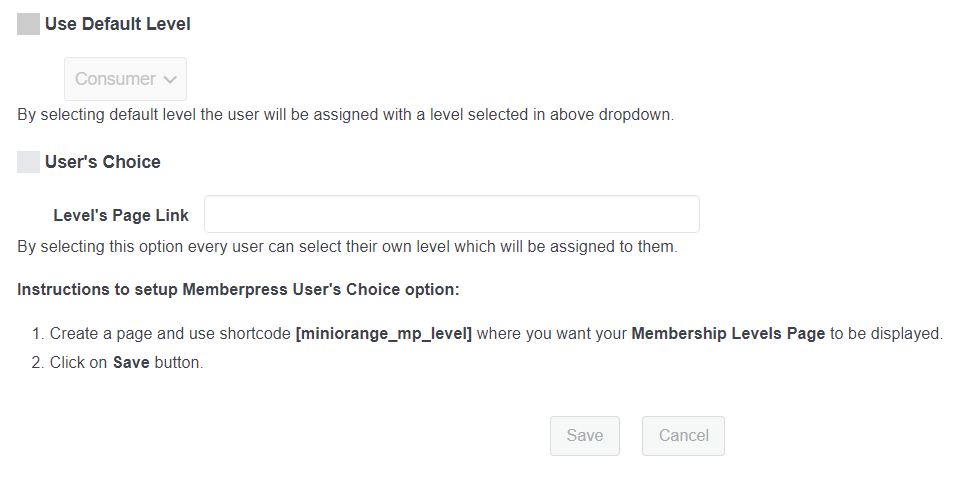 Use Default Level
Consumer
By selecting default level the user will be assigned with a level selected in above dropdown.
User's Choice
Level's Page Link
By selecting this option every user can select their own level which will be assigned to them.
Instructions to setup Memberpress User's Choice option:
1. Create a page and use shortcode [miniorange_mp_level] where you want your Membership Levels Page to be displayed.
2. Click on Save button.
Save Cancel